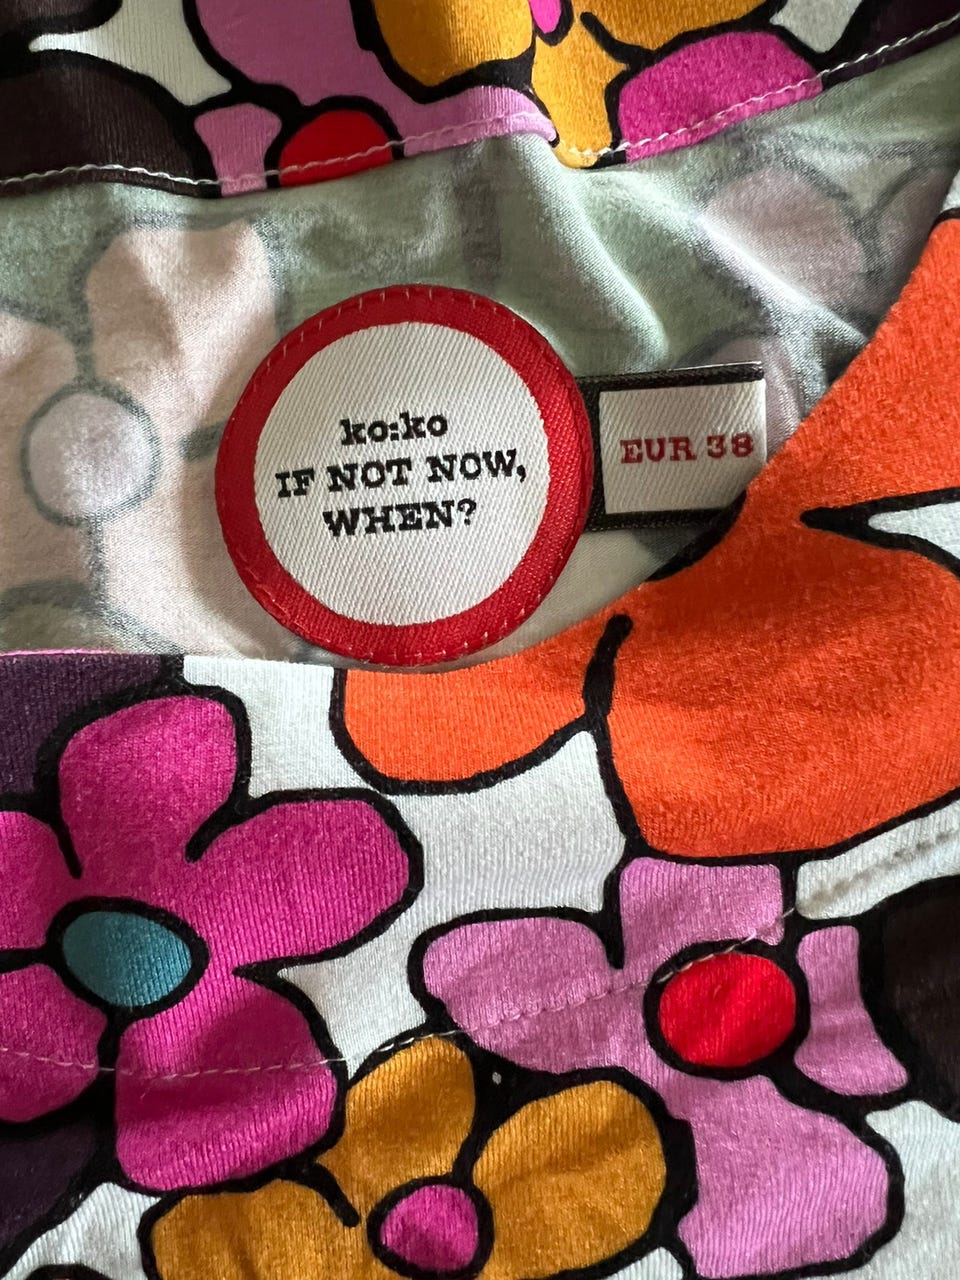 ko:ko
IF NOT NOW,
WHEN?
EUR 38